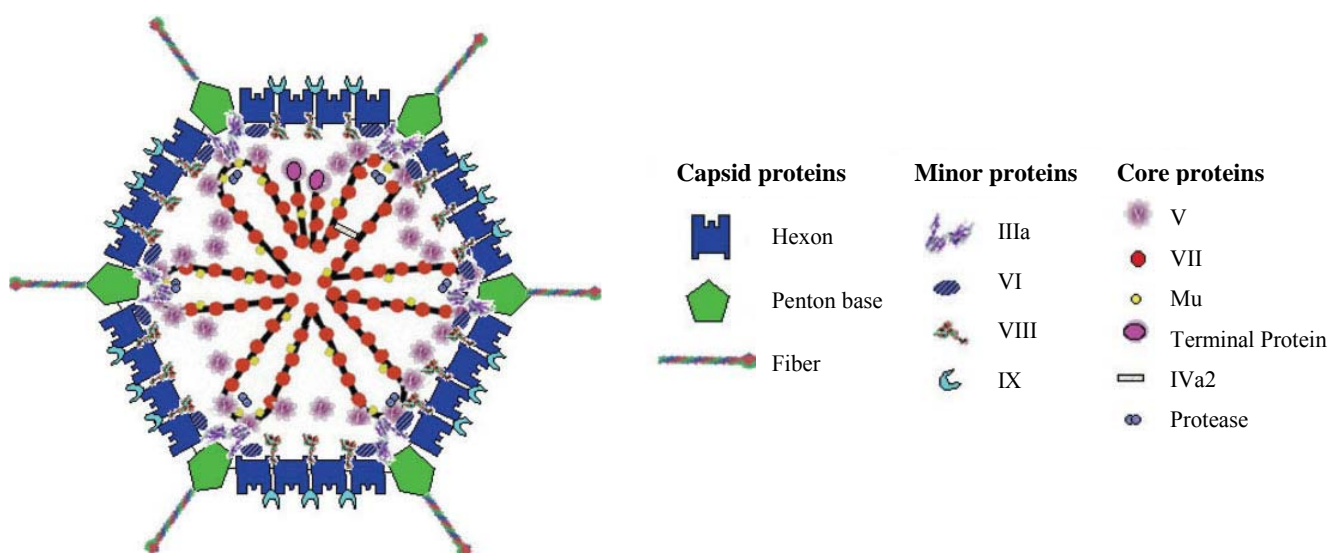 Capsid proteins
Hexon
Penton base
Fiber
Minor proteins
IIIa
VI
VIII
IX
Core proteins
V
VII
Mu
Terminal Protein
IVa2
Protease